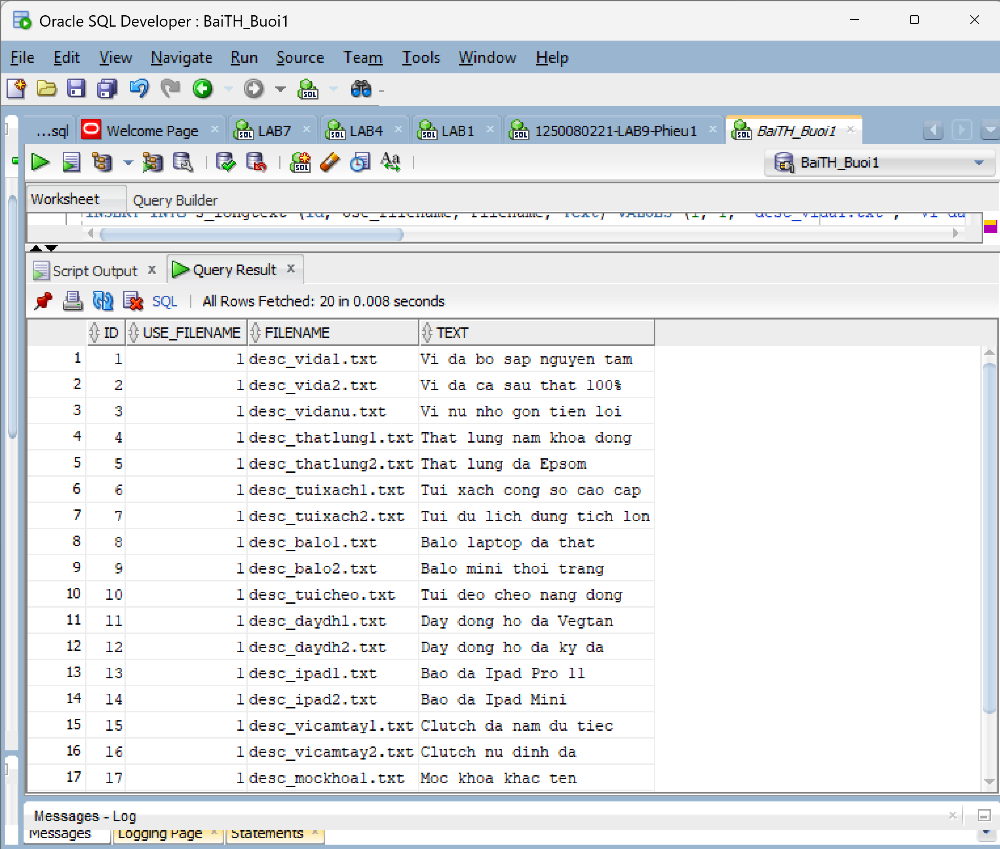 Oracle SQL Developer : BaiTH_Buoi1
File Edit View Navigate Run Source Team Tools Window Help
...sql Welcome Page LAB7 LAB4 LAB1 1250080221-LAB9-Phieu1 BaiTH_Buoi1
BaiTH_Buoi1
Worksheet Query Builder
INSERT INTO s_longtext (id, use_filename, filename, text) VALUES (1, 1, 'desc_vida1.txt', 'Vi da
Script Output Query Result
SQL All Rows Fetched: 20 in 0.008 seconds
ID USE_FILENAME FILENAME TEXT
1 1 1 desc_vida1.txt Vi da bo sap nguyen tam
2 2 1 desc_vida2.txt Vi da ca sau that 100%
3 3 1 desc_vidanu.txt Vi nu nho gon tien loi
4 4 1 desc_thatlung1.txt That lung nam khoa dong
5 5 1 desc_thatlung2.txt That lung da Epsom
6 6 1 desc_tuixach1.txt Tui xach cong so cao cap
7 7 1 desc_tuixach2.txt Tui du lich dung tich lon
8 8 1 desc_balo1.txt Balo laptop da that
9 9 1 desc_balo2.txt Balo mini thoi trang
10 10 1 desc_tuicheo.txt Tui deo cheo nang dong
11 11 1 desc_daydh1.txt Day dong ho da Vegtan
12 12 1 desc_daydh2.txt Day dong ho da ky da
13 13 1 desc_ipad1.txt Bao da Ipad Pro 11
14 14 1 desc_ipad2.txt Bao da Ipad Mini
15 15 1 desc_vicamtay1.txt Clutch da nam du tiec
16 16 1 desc_vicamtay2.txt Clutch nu dinh da
17 17 1 desc_mockhoa1.txt Moc khoa khac ten
Messages - Log
Messages Logging Page Statements